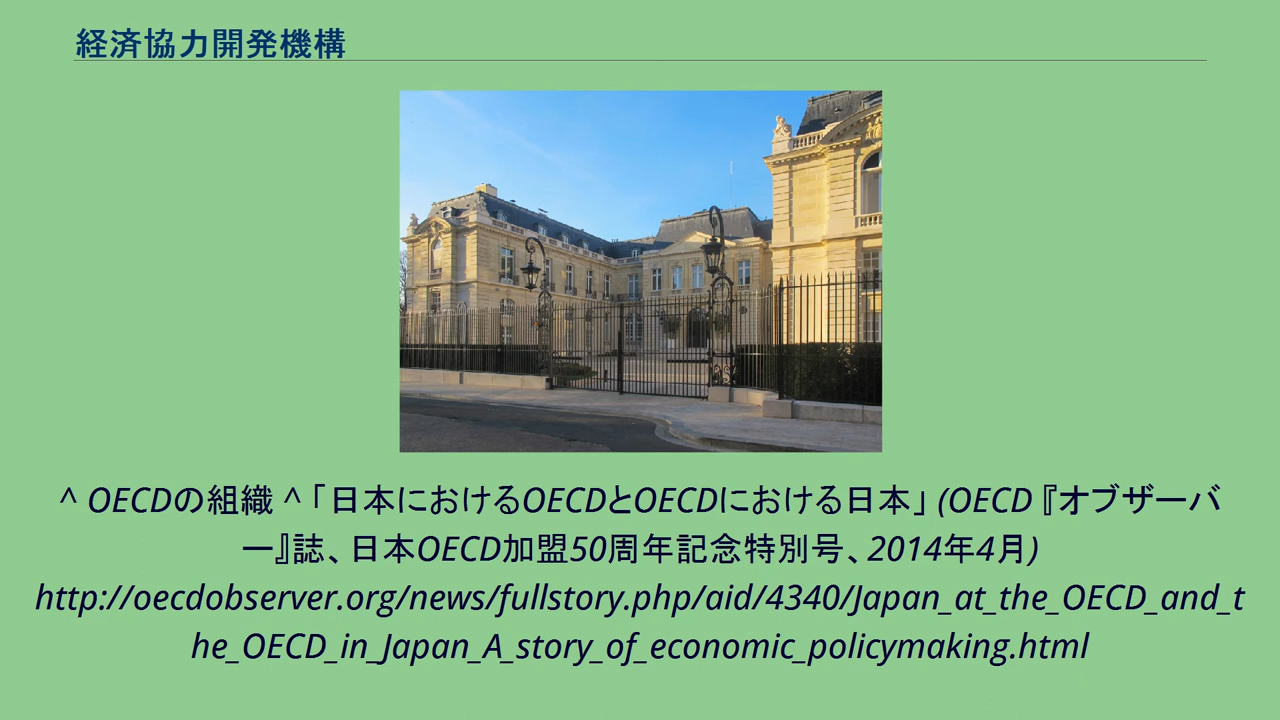 経済協力開発機構
^ OECDの組織 ^ 「日本におけるOECDとOECDにおける日本」 (OECD 『オブザーバ
ー』誌、日本OECD加盟50周年記念特別号、2014年4月)
http://oecdobserver.org/news/fullstory.php/aid/4340/Japan_at_the_OECD_and_t
he_OECD_in_Japan_A_story_of_economic_policymaking.html